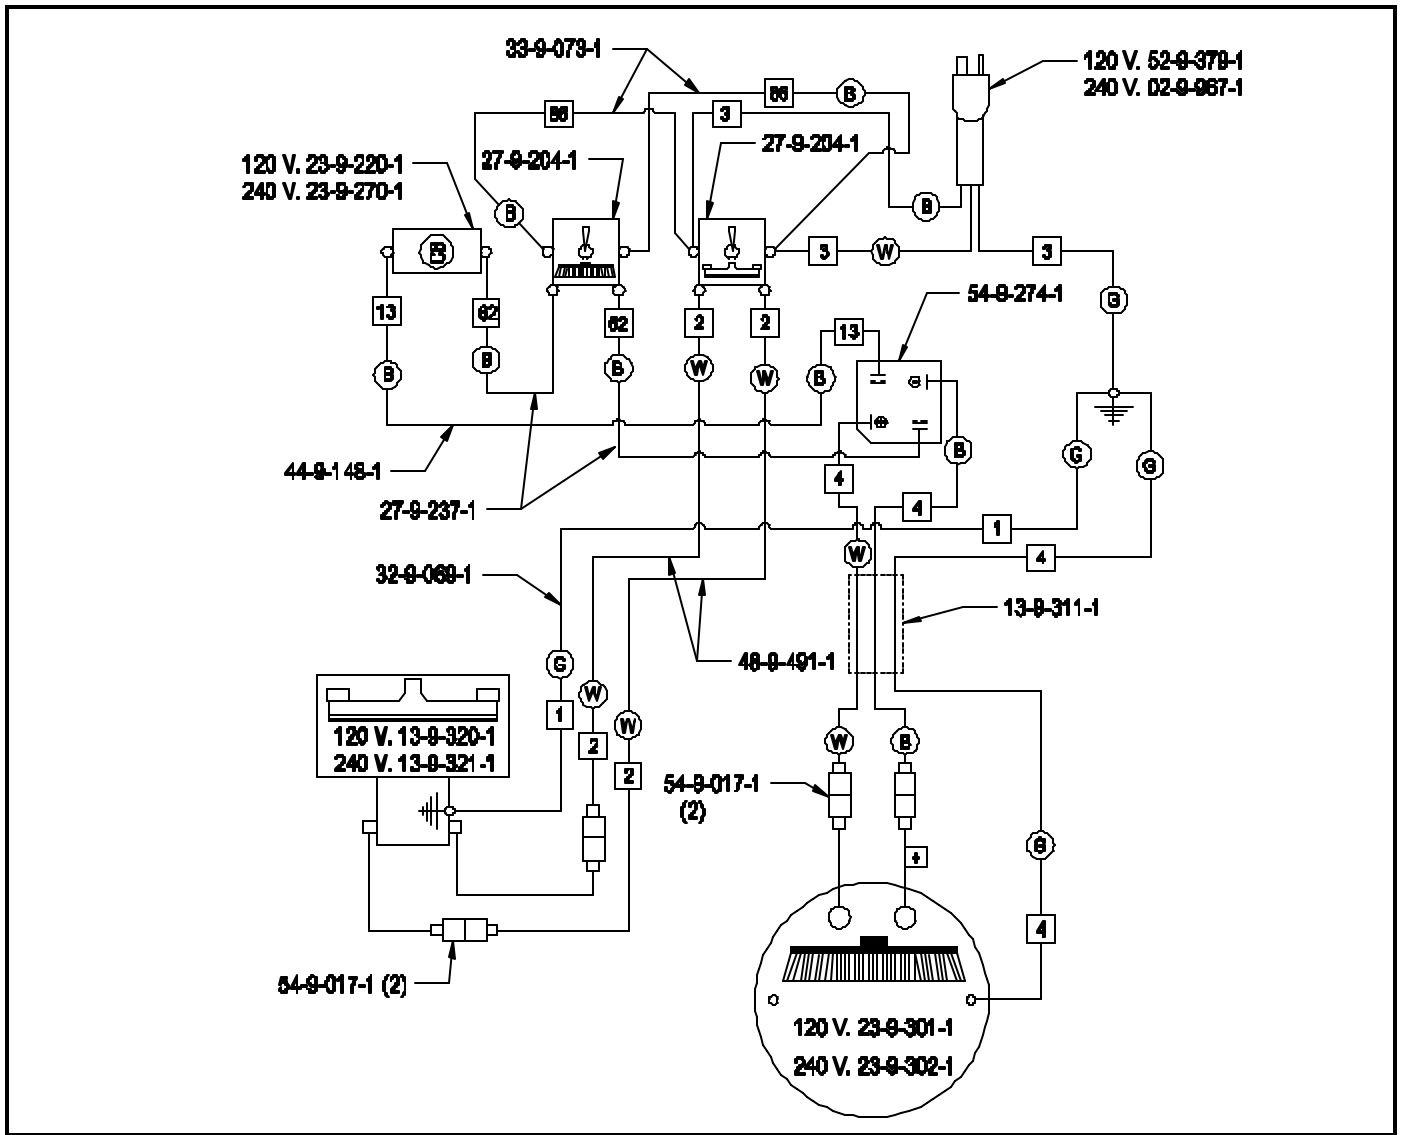 33-9-073-1
120 V. 52-9-379-1
240 V. 02-9-967-1
B
3
27-9-204-1
27-9-204-1
120 V. 23-9-220-1
240 V. 23-9-270-1
B
B
CB
3
W
3
54-9-274-1
G
13
62
62
2
2
13
B
B
W
W
B
B
B
G
G
44-9-148-1
4
4
27-9-237-1
1
W
4
32-9-069-1
13-9-311-1
48-9-491-1
G
W
1
W
120 V. 13-9-320-1
240 V. 13-9-321-1
2
2
W
B
54-9-017-1
(2)
+
G
4
54-9-017-1 (2)
120 V. 23-9-301-1
240 V. 23-9-302-1